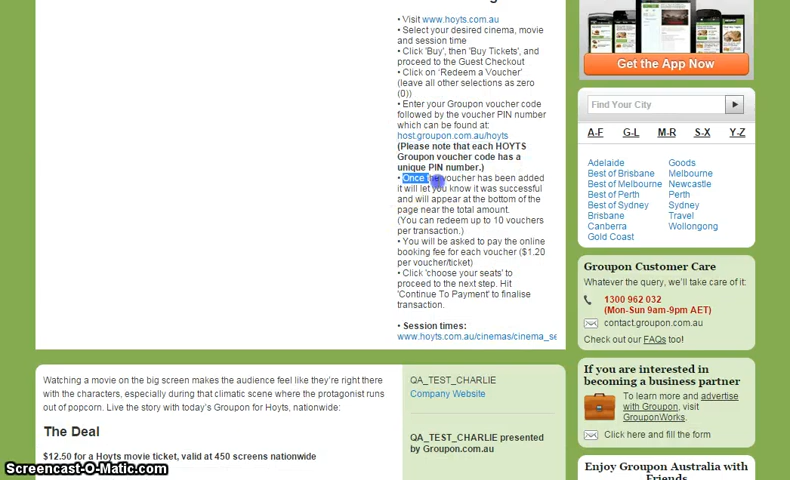 • Visit www.hoyts.com.au
• Select your desired cinema, movie
and session time
• Click 'Buy', then 'Buy Tickets', and
proceed to the Guest Checkout
• Click on 'Redeem a Voucher'
(leave all other selections as zero
(0))
• Enter your Groupon voucher code
followed by the voucher PIN number
which can be found at:
host.groupon.com.au/hoyts
(Please note that each HOYTS
Groupon voucher code has a
unique PIN number.)
• Once the voucher has been added
it will let you know it was successful
and will appear at the bottom of the
page near the total amount.
(You can redeem up to 10 vouchers
per transaction.)
• You will be asked to pay the online
booking fee for each voucher ($1.20
per voucher/ticket)
• Click 'choose your seats' to
proceed to the next step. Hit
'Continue To Payment' to finalise
transaction.
• Session times:
www.hoyts.com.au/cinemas/cinema_se
Watching a movie on the big screen makes the audience feel like they're right there
with the characters, especially during that climatic scene where the protagonist runs
out of popcorn. Live the story with today's Groupon for Hoyts, nationwide:
The Deal
$12.50 for a Hoyts movie ticket, valid at 450 screens nationwide
QA_TEST_CHARLIE
Company Website
QA_TEST_CHARLIE presented
by Groupon.com.au
Get the App Now
Find Your City
A-F G-L M-R S-X Y-Z
Adelaide Goods
Best of Brisbane Melbourne
Best of Melbourne Newcastle
Best of Perth Perth
Best of Sydney Sydney
Brisbane Travel
Canberra Wollongong
Gold Coast
Groupon Customer Care
Whatever the query, we'll take care of it:
1300 962 032
(Mon-Sun 9am-9pm AET)
contact.groupon.com.au
Check out our FAQs too!
If you are interested in
becoming a business partner
To learn more and advertise
with Groupon, visit
GrouponWorks.
Click here and fill the form
Enjoy Groupon Australia with
Friends
Screencast-O-Matic.com